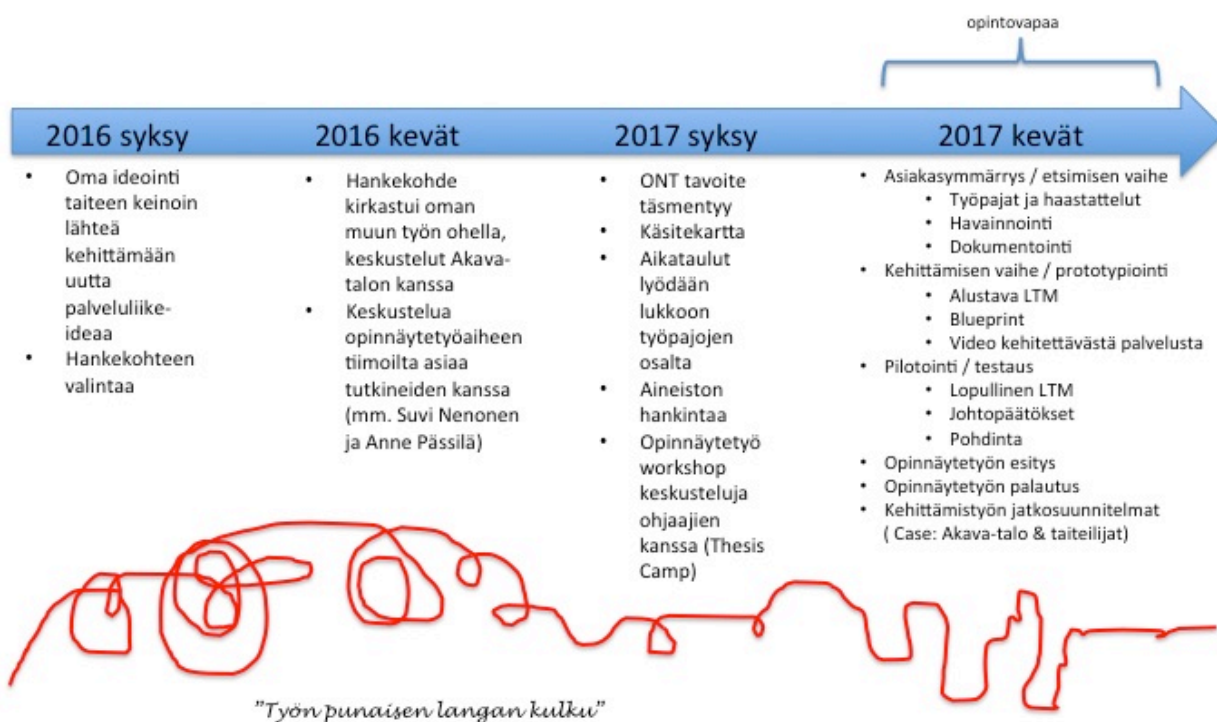 opintovapaa
2016 syksy
2016 kevät
2017 syksy
2017 kevät
• Oma ideointi
taiteen keinoin
lähteä
kehittämään
uutta
palveluliike-
ideaa
• Hankekohteen
valintaa
• Hankekohde
kirkastui oman
muun työn ohella,
keskustelut Akava-
talon kanssa
• Keskustelua
opinnäytetyöaiheen
tiimoilta asiaa
tutkineiden kanssa
(mm. Suvi Nenonen
ja Anne Pässilä)
• ONT tavoite
täsmentyy
• Käsitekartta
• Aikataulut
lyödään
lukkoon
työpajojen
osalta
• Aineiston
hankintaa
• Opinnäytetyö
workshop
keskusteluja
ohjaajien
kanssa (Thesis
Camp)
• Asiakasymmärrys / etsimisen vaihe
• Työpajat ja haastattelut
• Havainnointi
• Dokumentointi
• Kehittämisen vaihe / prototypiointi
• Alustava LTM
• Blueprint
• Video kehitettävästä palvelusta
• Pilotointi / testaus
• Lopullinen LTM
• Johtopäätökset
• Pohdinta
• Opinnäytetyön esitys
• Opinnäytetyön palautus
• Kehittämistyön jatkosuunnitelmat
( Case: Akava-talo & taiteilijat)
”Työn punaisen langan kulku”